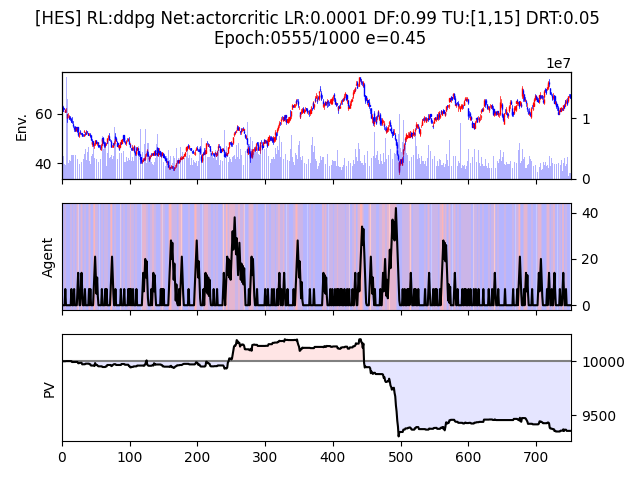 [HES] RL:ddpg Net:actorcritic LR:0.0001 DF:0.99 TU:[1,15] DRT:0.05
Epoch:0555/1000 e=0.45
1e7
Env.
60
40
1
0
Agent
40
20
0
PV
10000
9500
0 100 200 300 400 500 600 700